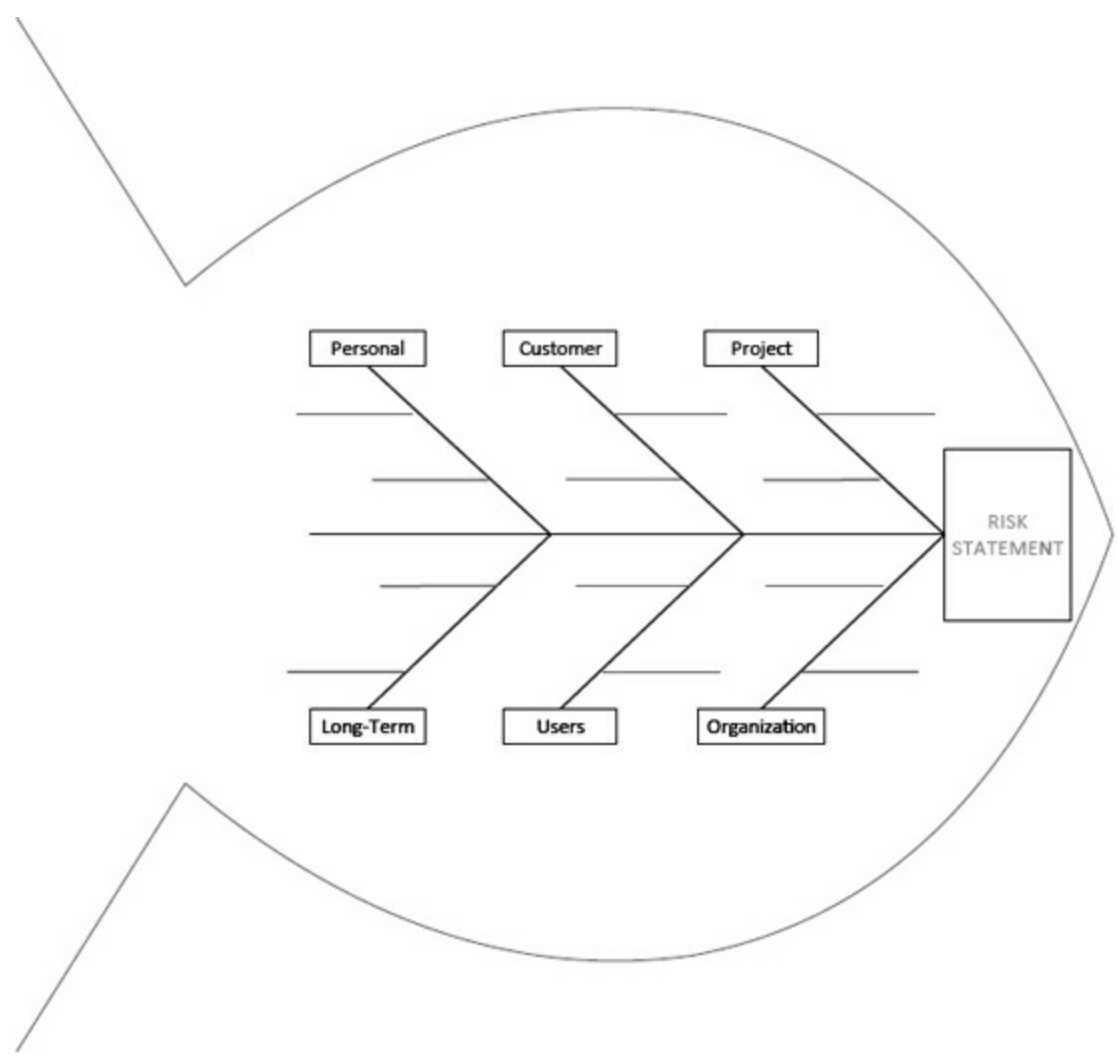 Personal
Customer
Project
RISK
STATEMENT
Long-Term
Users
Organization